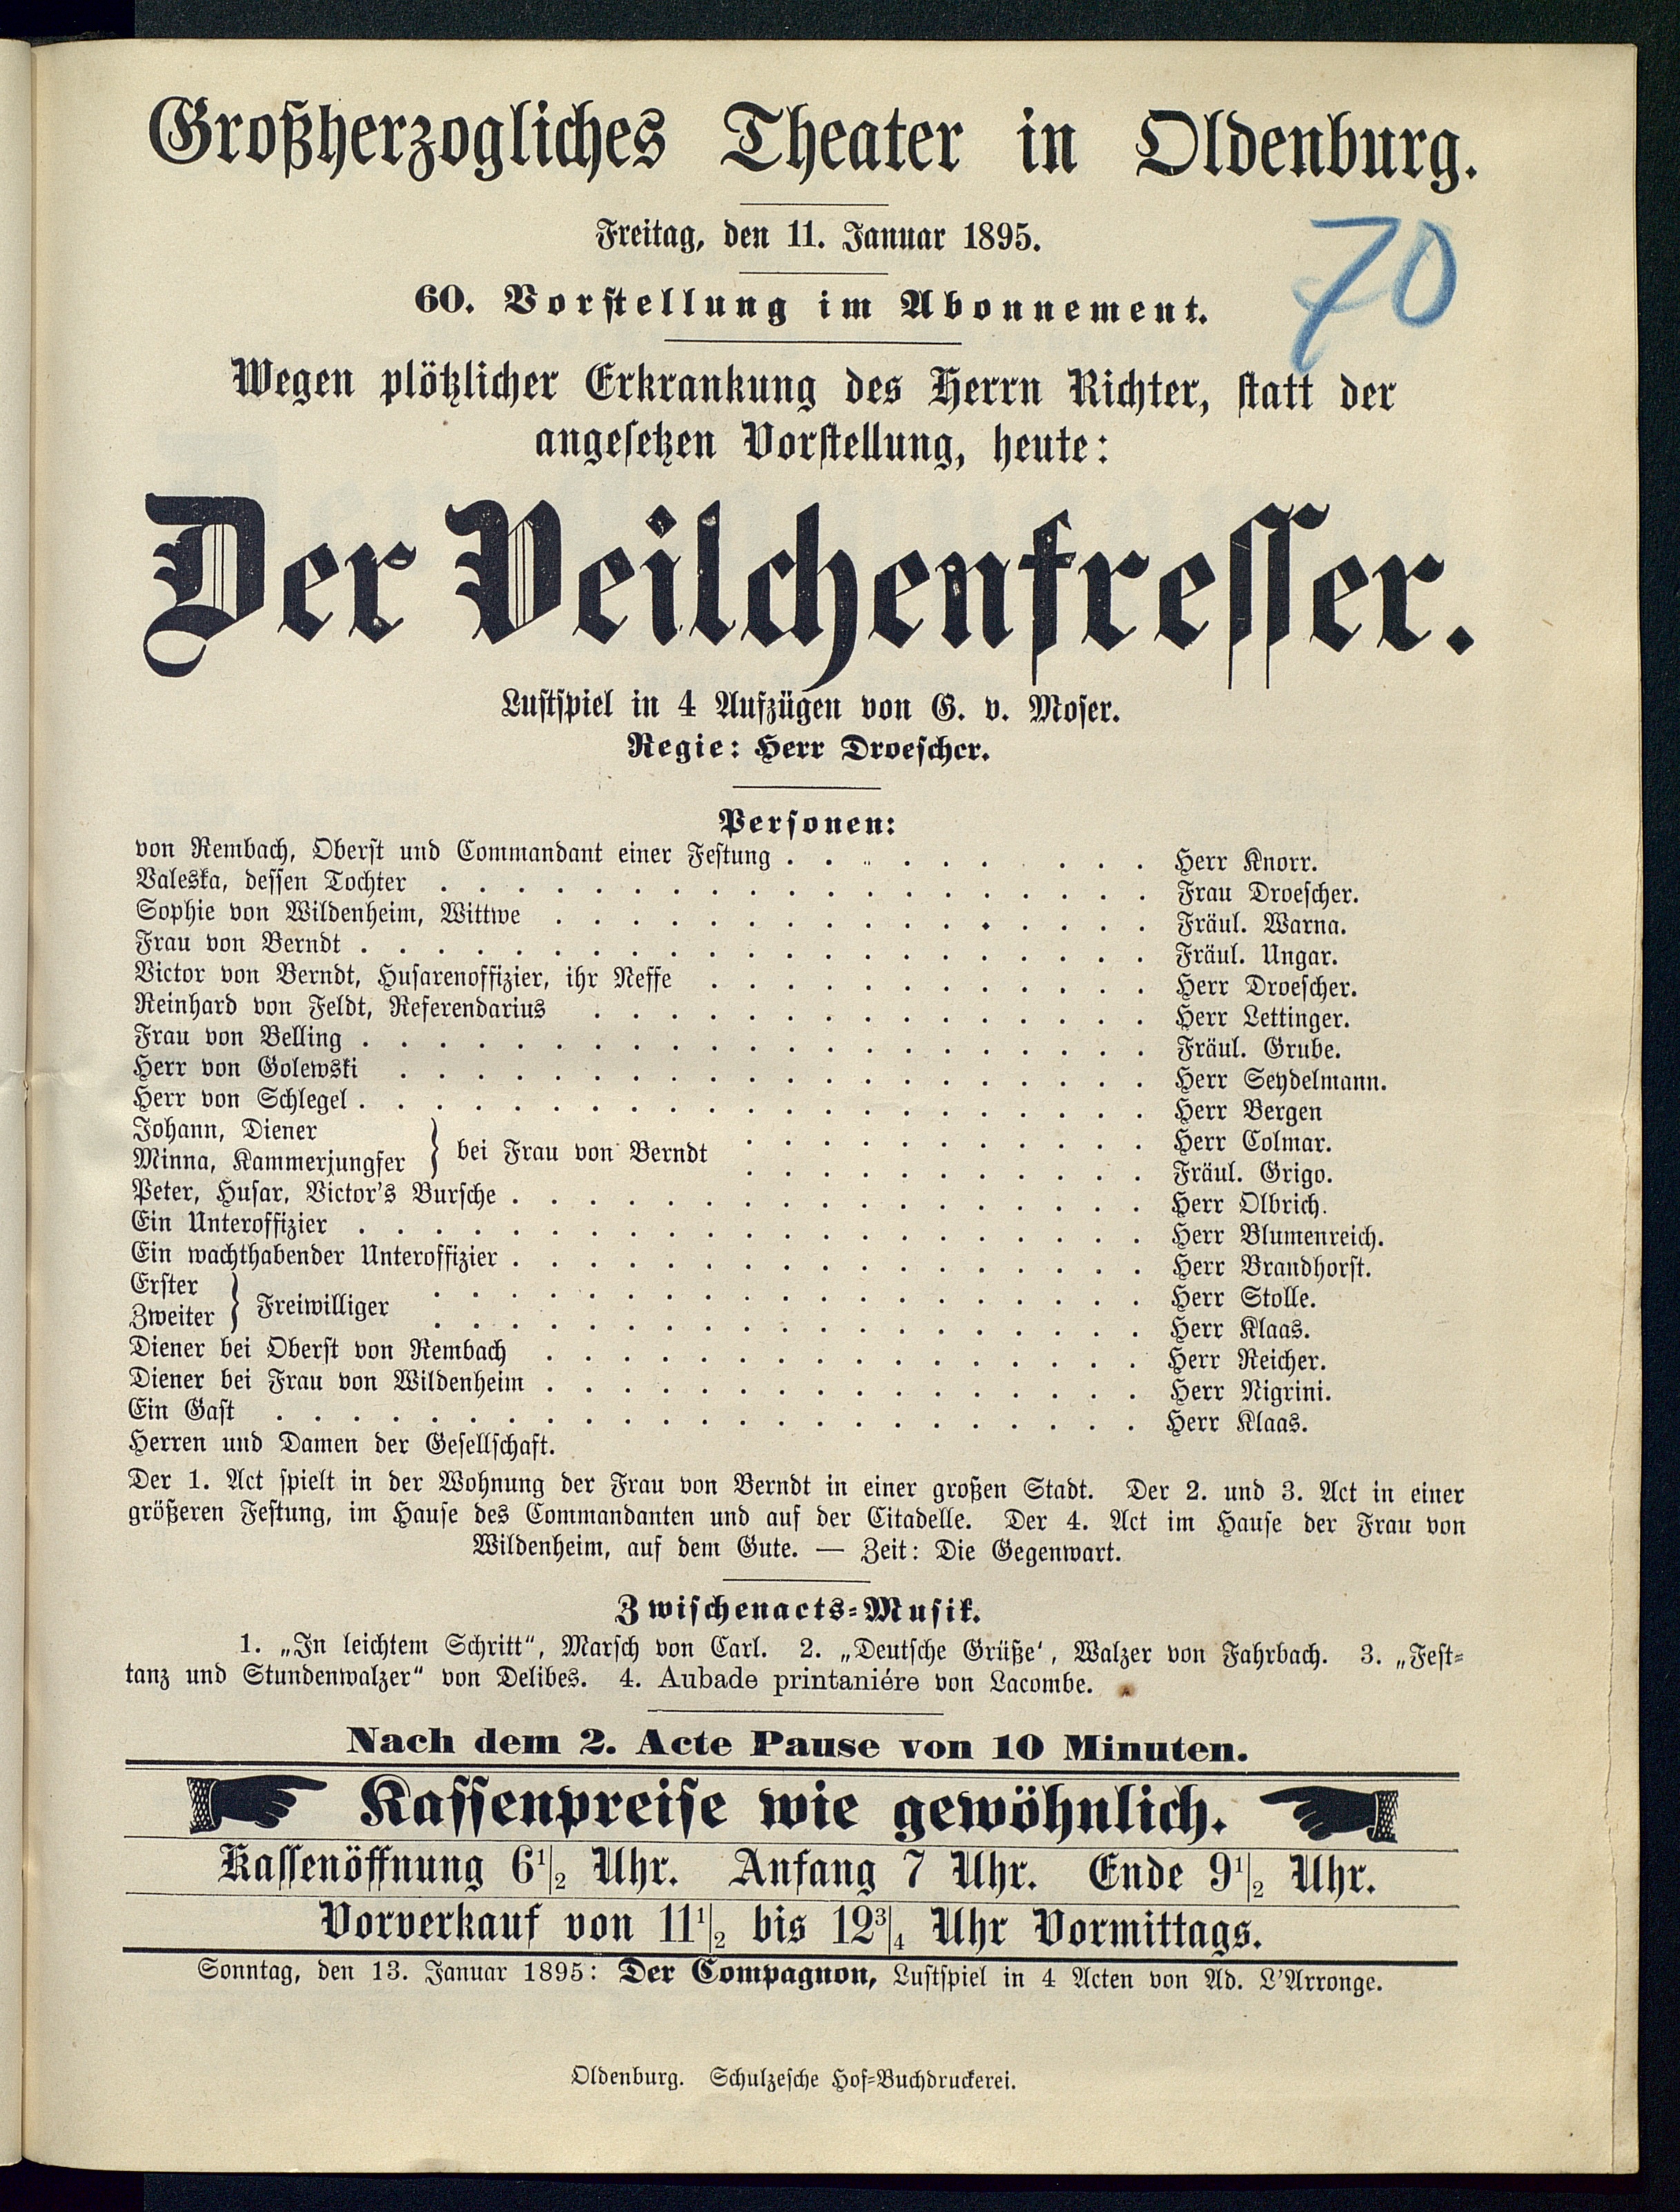 Großherzogliches Theater in Oldenburg.
Freitag, den 11. Januar 1895.
70
60. Vorstellung im Abonnement.
Wegen plötzlicher Erkrankung des Herrn Richter, statt der
angesetzen Vorstellung, heute:
Der Veilchenfresser.
Lustspiel in 4 Aufzügen von G. v. Moser.
Regie: Herr Droescher.
Personen:
von Rembach, Oberst und Commandant einer Festung . . . . . . . . . Herr Knorr.
Valeska, dessen Tochter . . . . . . . . . Frau Droescher.
Sophie von Wildenheim, Wittwe . . . . . . . . . Fräul. Warna.
Frau von Berndt . . . . . . . . . Fräul. Ungar.
Victor von Berndt, Husarenoffizier, ihr Neffe . . . . . . . . . Herr Droescher.
Reinhard von Feldt, Referendarius . . . . . . . . . Herr Lettinger.
Frau von Belling . . . . . . . . . Fräul. Grube.
Herr von Golewski . . . . . . . . . Herr Seydelmann.
Herr von Schlegel . . . . . . . . . Herr Bergen
Johann, Diener } bei Frau von Berndt . . . . . . . . . Herr Colmar.
Minna, Kammerjungfer . . . . . . . . . Fräul. Grigo.
Peter, Husar, Victor's Bursche . . . . . . . . . Herr Olbrich.
Ein Unteroffizier . . . . . . . . . Herr Blumenreich.
Ein wachthabender Unteroffizier . . . . . . . . . Herr Brandhorst.
Erster } Freiwilliger . . . . . . . . . Herr Stolle.
Zweiter . . . . . . . . . Herr Klaas.
Diener bei Oberst von Rembach . . . . . . . . . Herr Reicher.
Diener bei Frau von Wildenheim . . . . . . . . . Herr Nigrini.
Ein Gast . . . . . . . . . Herr Klaas.
Herren und Damen der Gesellschaft.
Der 1. Act spielt in der Wohnung der Frau von Berndt in einer großen Stadt. Der 2. und 3. Act in einer
größeren Festung, im Hause des Commandanten und auf der Citadelle. Der 4. Act im Hause der Frau von
Wildenheim, auf dem Gute. — Zeit: Die Gegenwart.
Zwischenacts-Musik.
1. „In leichtem Schritt“, Marsch von Carl. 2. „Deutsche Grüße‘, Walzer von Fahrbach. 3. „Fest-
tanz und Stundenwalzer“ von Delibes. 4. Aubade printaniére von Lacombe.
Nach dem 2. Acte Pause von 10 Minuten.
Kassenpreise wie gewöhnlich.
Kassenöffnung 6 1/2 Uhr. Anfang 7 Uhr. Ende 9 1/2 Uhr.
Vorverkauf von 11 1/2 bis 12 3/4 Uhr Vormittags.
Sonntag, den 13. Januar 1895: Der Compagnon, Lustspiel in 4 Acten von Ad. L'Arronge.
Oldenburg. Schulzesche Hof-Buchdruckerei.